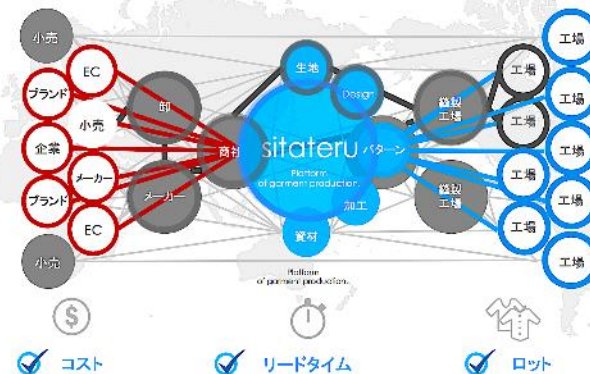 小売
EC
ブランド
小売
企業
メーカー
ブランド
EC
小売
卸
メーカー
商社
生地
Design
sitateru
Platform
of garment production.
パターン
加工
資材
縫製
工場
縫製
工場
工場
工場
工場
工場
工場
工場
工場
工場
工場
Platform
of garment production.
$
コスト
リードタイム
ロット